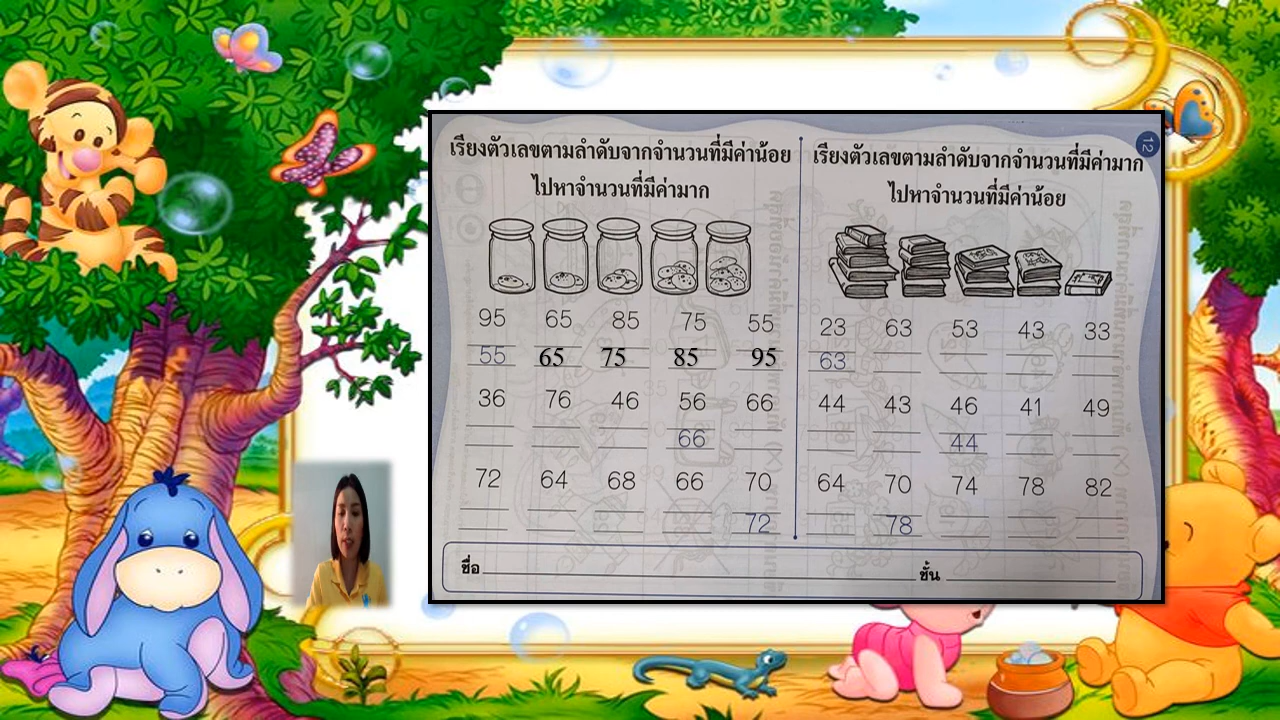 12
เรียงตัวเลขตามลำดับจากจำนวนที่มีค่าน้อย
ไปหาจำนวนที่มีค่ามาก
95 65 85 75 55
55 65 75 85 95
36 76 46 56 66
66
72 64 68 66 70
72
เรียงตัวเลขตามลำดับจากจำนวนที่มีค่ามาก
ไปหาจำนวนที่มีค่าน้อย
23 63 53 43 33
63
44 43 46 41 49
44
64 70 74 78 82
78
ชื่อ ชั้น